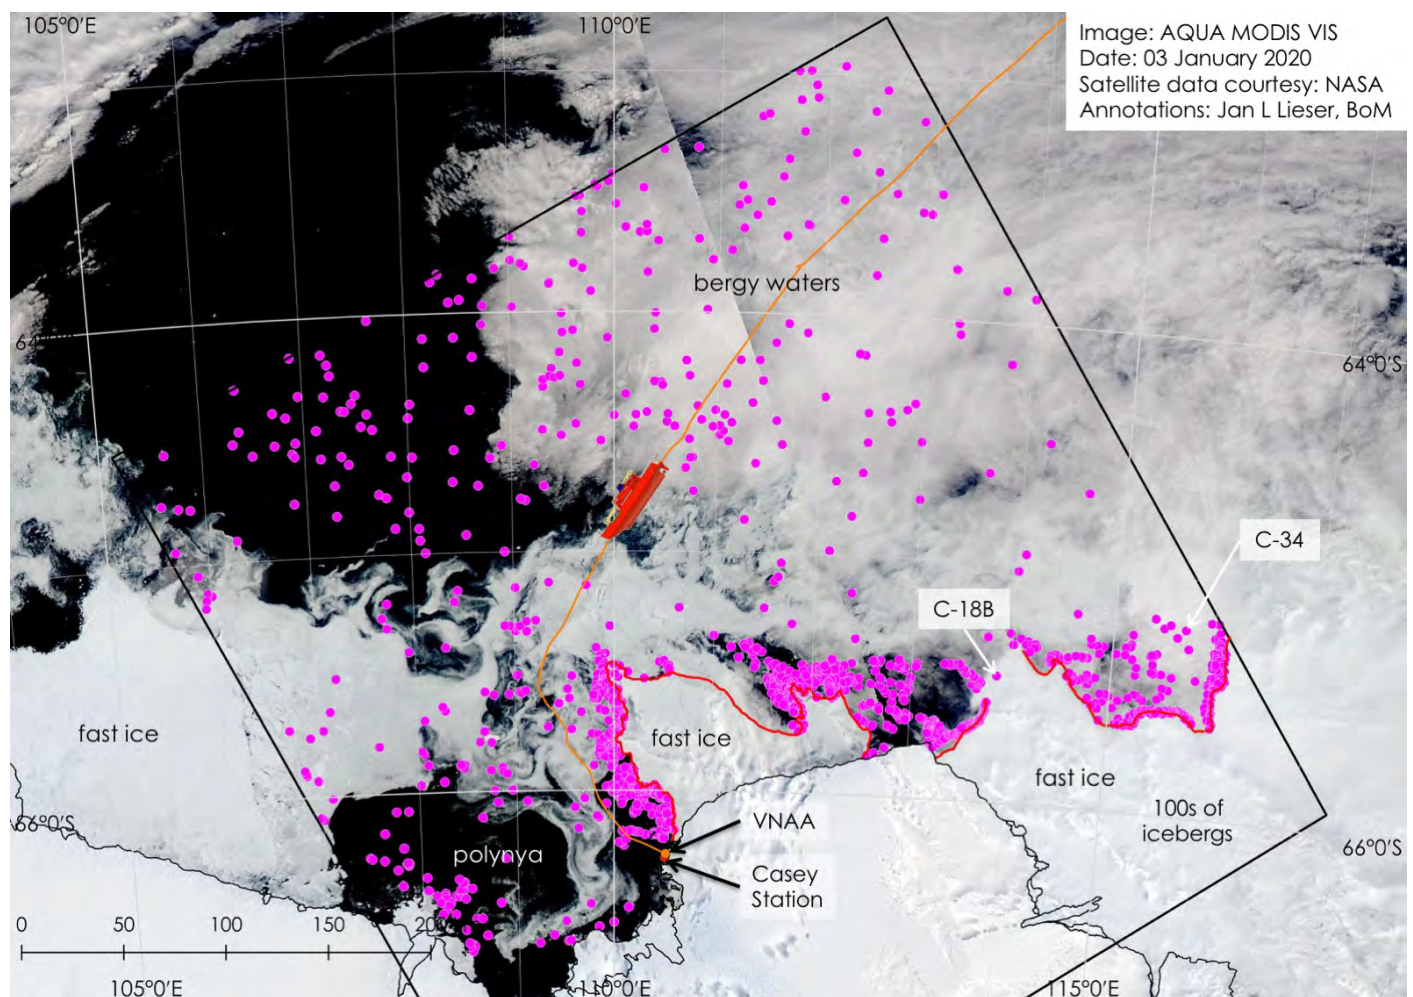 105°0'E
110°0'E
Image: AQUA MODIS VIS
Date: 03 January 2020
Satellite data courtesy: NASA
Annotations: Jan L Lieser, BoM
bergy waters
64°0'S
C-34
C-18B
fast ice
fast ice
fast ice
100s of
icebergs
VNAA
66°0'S
66°0'S
polynya
Casey
Station
0
50
100
150
105°0'E
110°0'E
115°0'E